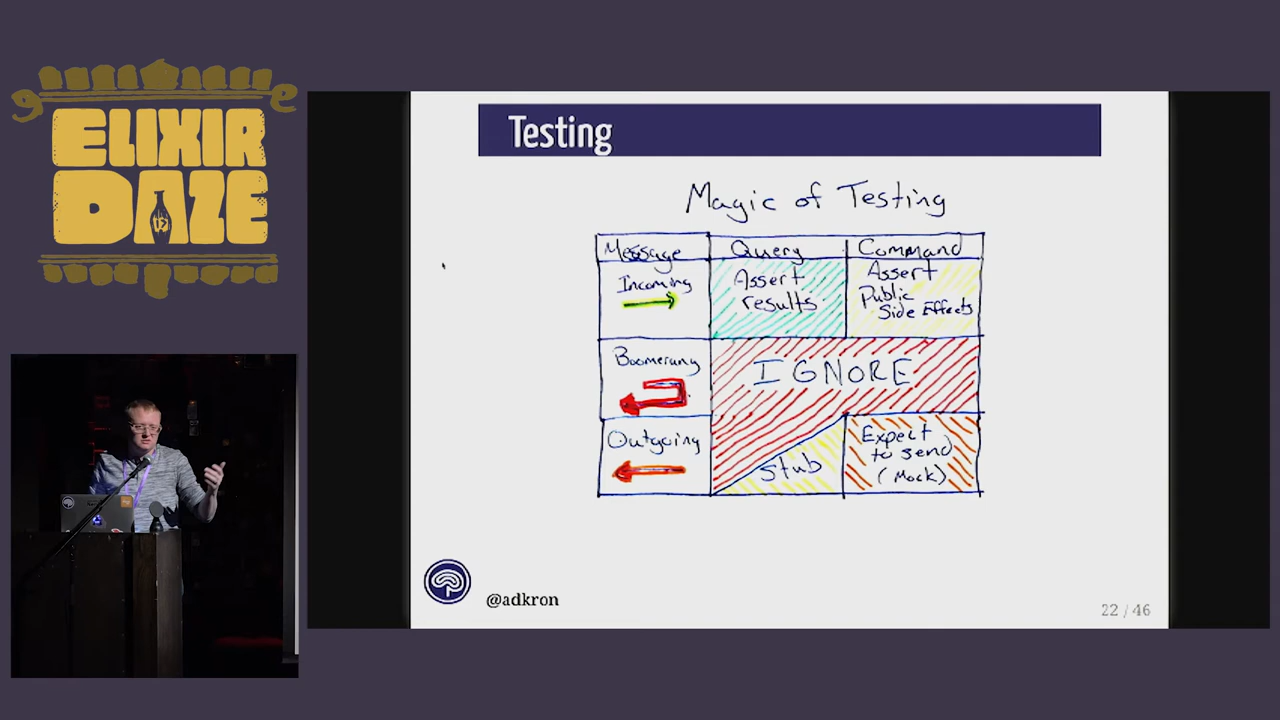 ELIXIR
DAZE
Testing
Magic of Testing
Message Query Command
Incoming Assert results Assert Public Side Effects
Boomerang IGNORE
Outgoing Stub Expect to send (Mock)
@adkron
22 / 46